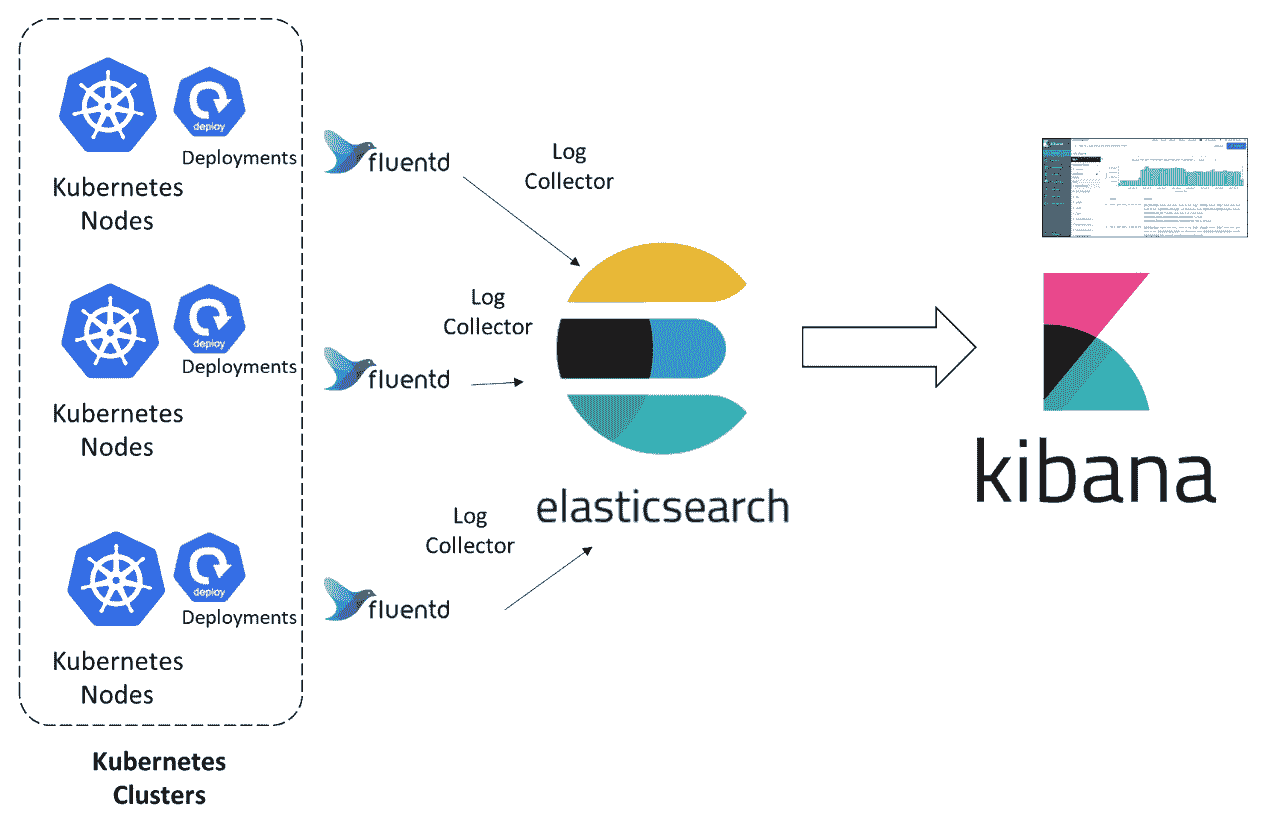 deploy
Deployments
Kubernetes
Nodes
fluentd
Log
Collector
deploy
Deployments
Kubernetes
Nodes
fluentd
Log
Collector
deploy
Deployments
Kubernetes
Nodes
fluentd
Log
Collector
elasticsearch
kibana
kibana
Kubernetes
Clusters